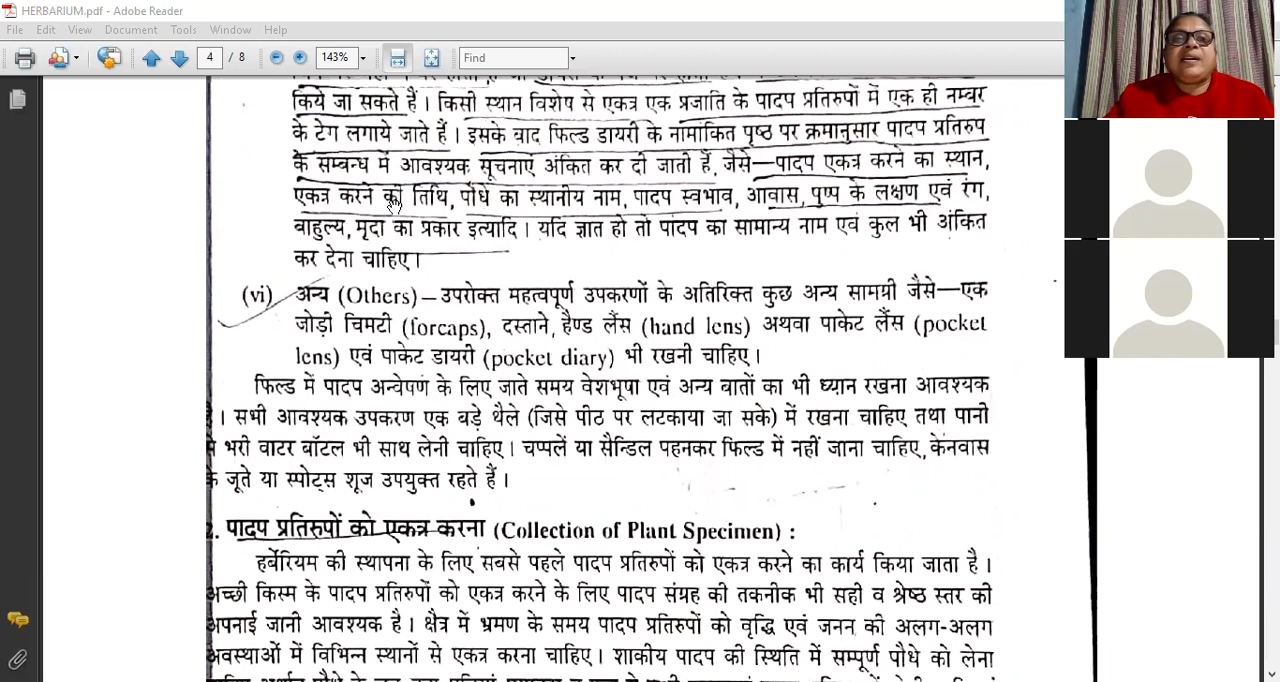 HERBARIUM.pdf - Adobe Reader
File Edit View Document Tools Window Help
4 / 8 143% Find
किये जा सकते हैं। किसी स्थान विशेष से एकत्र एक प्रजाति के पादप प्रतिरुपों में एक ही नम्बर
के टेग लगाये जाते हैं। इसके बाद फिल्ड डायरी के नामांकित पृष्ठ पर क्रमानुसार पादप प्रतिरुप
के सम्बन्ध में आवश्यक सूचनाएं अंकित कर दी जाती हैं, जैसे—पादप एकत्र करने का स्थान,
एकत्र करने की तिथि, पौधे का स्थानीय नाम, पादप स्वभाव, आवास, पुष्प के लक्षण एवं रंग,
वाहुल्य, मृदा का प्रकार इत्यादि। यदि ज्ञात हो तो पादप का सामान्य नाम एवं कुल भी अंकित
कर देना चाहिए।
(vi) अन्य (Others) – उपरोक्त महत्वपूर्ण उपकरणों के अतिरिक्त कुछ अन्य सामग्री जैसे—एक
जोड़ी चिमटी (forcaps), दस्ताने, हैण्ड लैंस (hand lens) अथवा पाकेट लैंस (pocket
lens) एवं पाकेट डायरी (pocket diary) भी रखनी चाहिए।
फिल्ड में पादप अन्वेषण के लिए जाते समय वेशभूषा एवं अन्य बातों का भी ध्यान रखना आवश्यक
है। सभी आवश्यक उपकरण एक बड़े थैले (जिसे पीठ पर लटकाया जा सके) में रखना चाहिए तथा पानी
से भरी वाटर बॉटल भी साथ लेनी चाहिए। चप्पलें या सैन्डिल पहनकर फिल्ड में नहीं जाना चाहिए, केनवास
के जूते या स्पोट्स शूज उपयुक्त रहते हैं।
2. पादप प्रतिरुपों को एकत्र करना (Collection of Plant Specimen) :
हर्बेरियम की स्थापना के लिए सबसे पहले पादप प्रतिरुपों को एकत्र करने का कार्य किया जाता है।
अच्छी किस्म के पादप प्रतिरुपों को एकत्र करने के लिए पादप संग्रह की तकनीक भी सही व श्रेष्ठ स्तर की
अपनाई जानी आवश्यक है। क्षैत्र में भ्रमण के समय पादप प्रतिरुपों को वृद्धि एवं जनन की अलग-अलग
अवस्थाओं में विभिन्न स्थानों से एकत्र करना चाहिए। शाकीय पादप की स्थिति में सम्पूर्ण पौधे को लेना